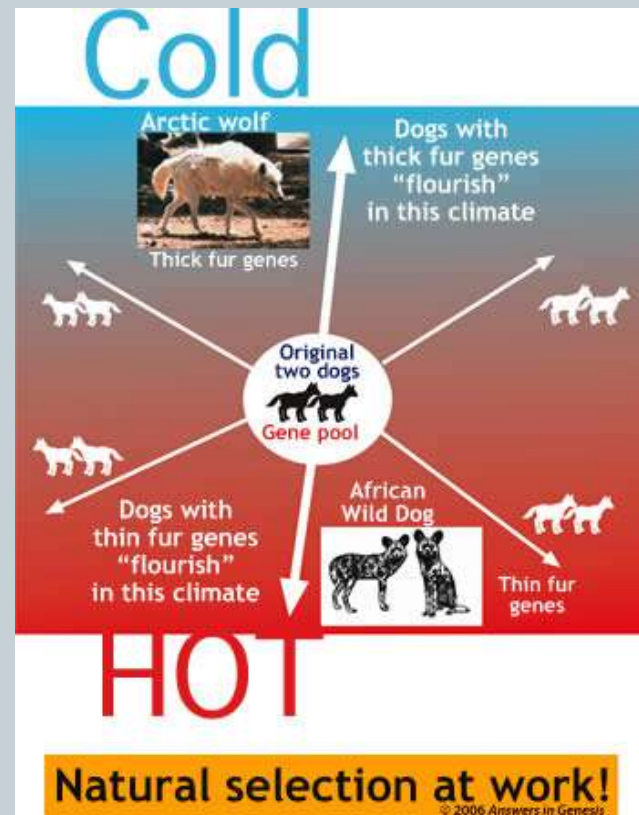 Cold
Arctic wolf
Thick fur genes
Dogs with
thick fur genes
“flourish”
in this climate
Original
two dogs
Gene pool
Dogs with
thin fur genes
“flourish”
in this climate
African
Wild Dog
Thin fur
genes
HOT
Natural selection at work!
© 2006 Answers in Genesis